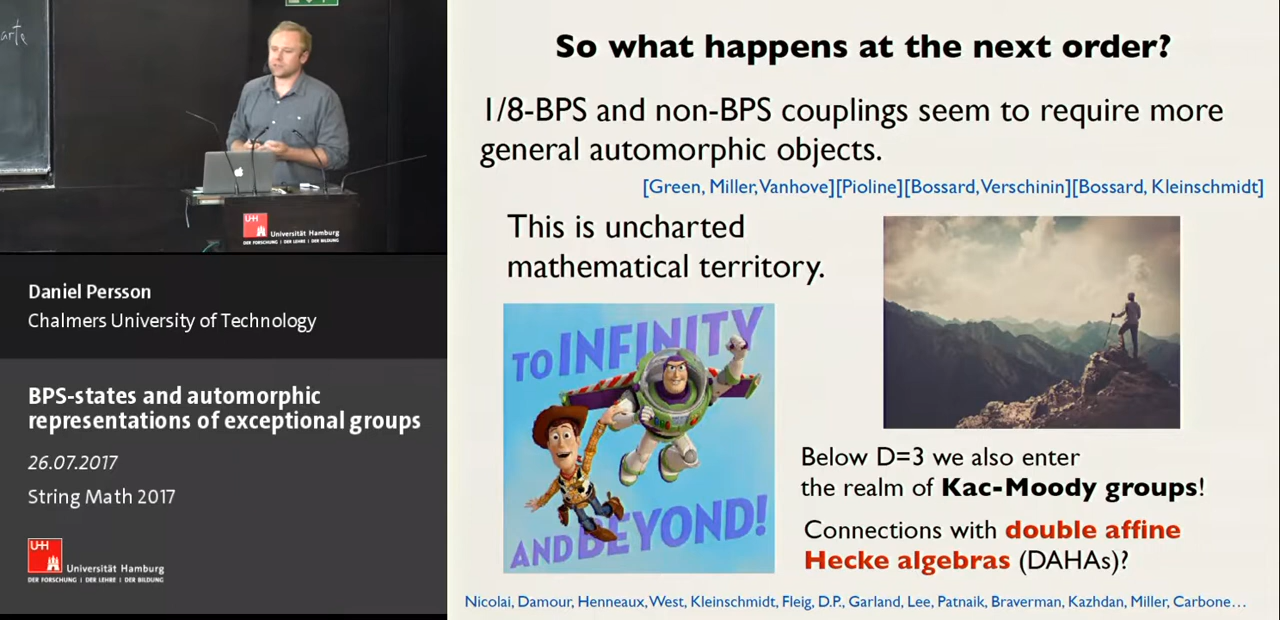 arte
Universität Hamburg
DER FORSCHUNG | DER LEHRE | DER BILDUNG
Daniel Persson
Chalmers University of Technology
BPS-states and automorphic
representations of exceptional groups
26.07.2017
String Math 2017
UH
Universität Hamburg
DER FORSCHUNG | DER LEHRE | DER BILDUNG
So what happens at the next order?
1/8-BPS and non-BPS couplings seem to require more
general automorphic objects.
[Green, Miller, Vanhove][Pioline][Bossard, Verschinin][Bossard, Kleinschmidt]
This is uncharted
mathematical territory.
TO INFINITY
AND BEYOND!
Below D=3 we also enter
the realm of Kac-Moody groups!
Connections with double affine
Hecke algebras (DAHAs)?
Nicolai, Damour, Henneaux, West, Kleinschmidt, Fleig, D.P., Garland, Lee, Patnaik, Braverman, Kazhdan, Miller, Carbone…